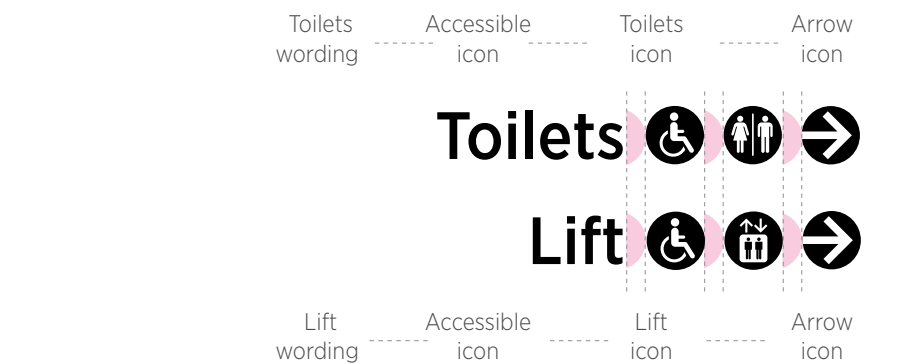 Toilets Accessible Toilets Arrow
wording icon icon icon
Toilets
Lift
Lift Accessible Lift Arrow
wording icon icon icon